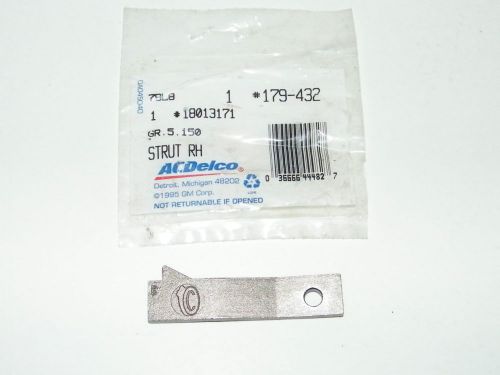 79L8 1 #179-432
1 #18013171
GR.5.150
STRUT RH
ACDelco
Detroit, Michigan 48202
©1995 GM Corp.
NOT RETURNABLE IF OPENED
0 36666 44482 7
C